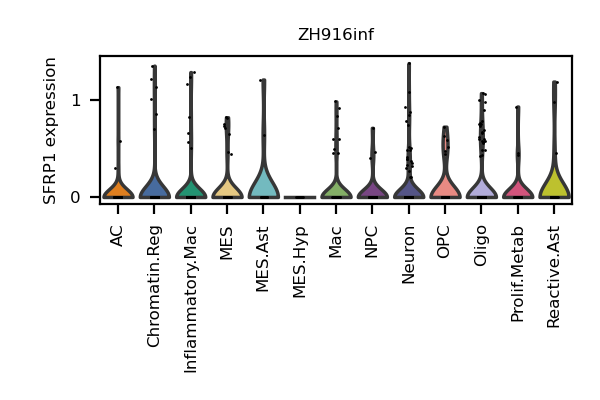 ZH916inf
SFRP1 expression
1
0
AC
Chromatin.Reg
Inflammatory.Mac
MES
MES.Ast
MES.Hyp
Mac
NPC
Neuron
OPC
Oligo
Prolif.Metab
Reactive.Ast